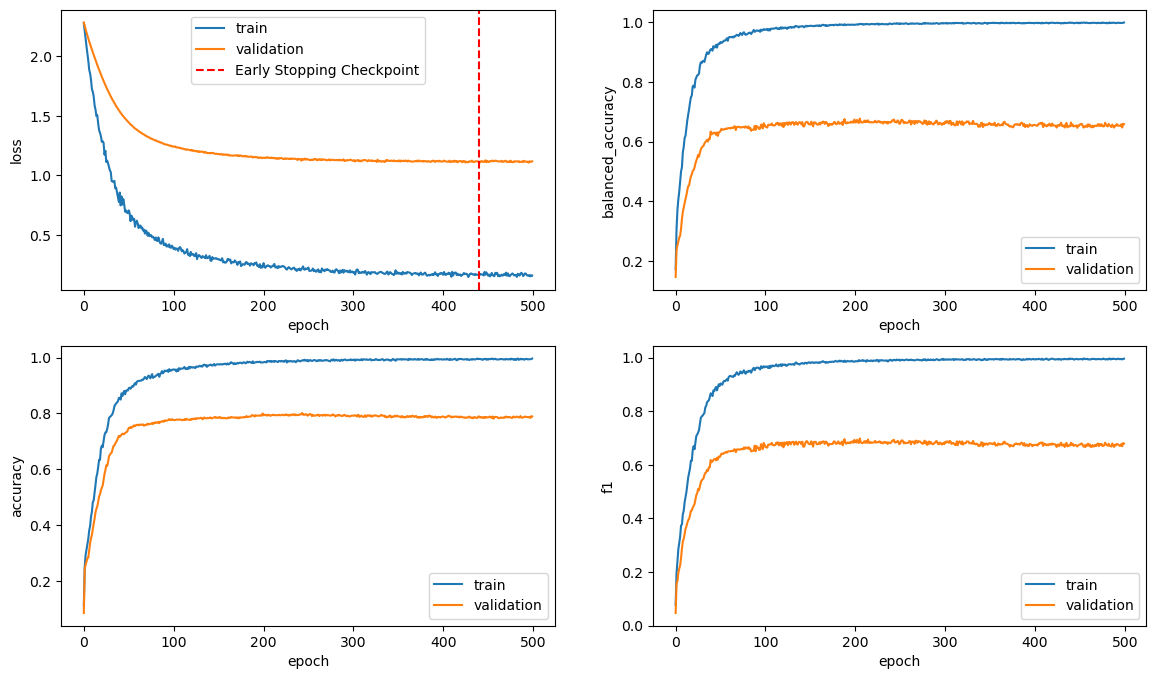 train
validation
Early Stopping Checkpoint
2.0
1.5
1.0
0.5
loss
0 100 200 300 400 500
epoch
1.0
0.8
0.6
0.4
0.2
balanced_accuracy
train
validation
0 100 200 300 400 500
epoch
1.0
0.8
0.6
0.4
0.2
accuracy
train
validation
0 100 200 300 400 500
epoch
1.0
0.8
0.6
0.4
0.2
0.0
f1
train
validation
0 100 200 300 400 500
epoch